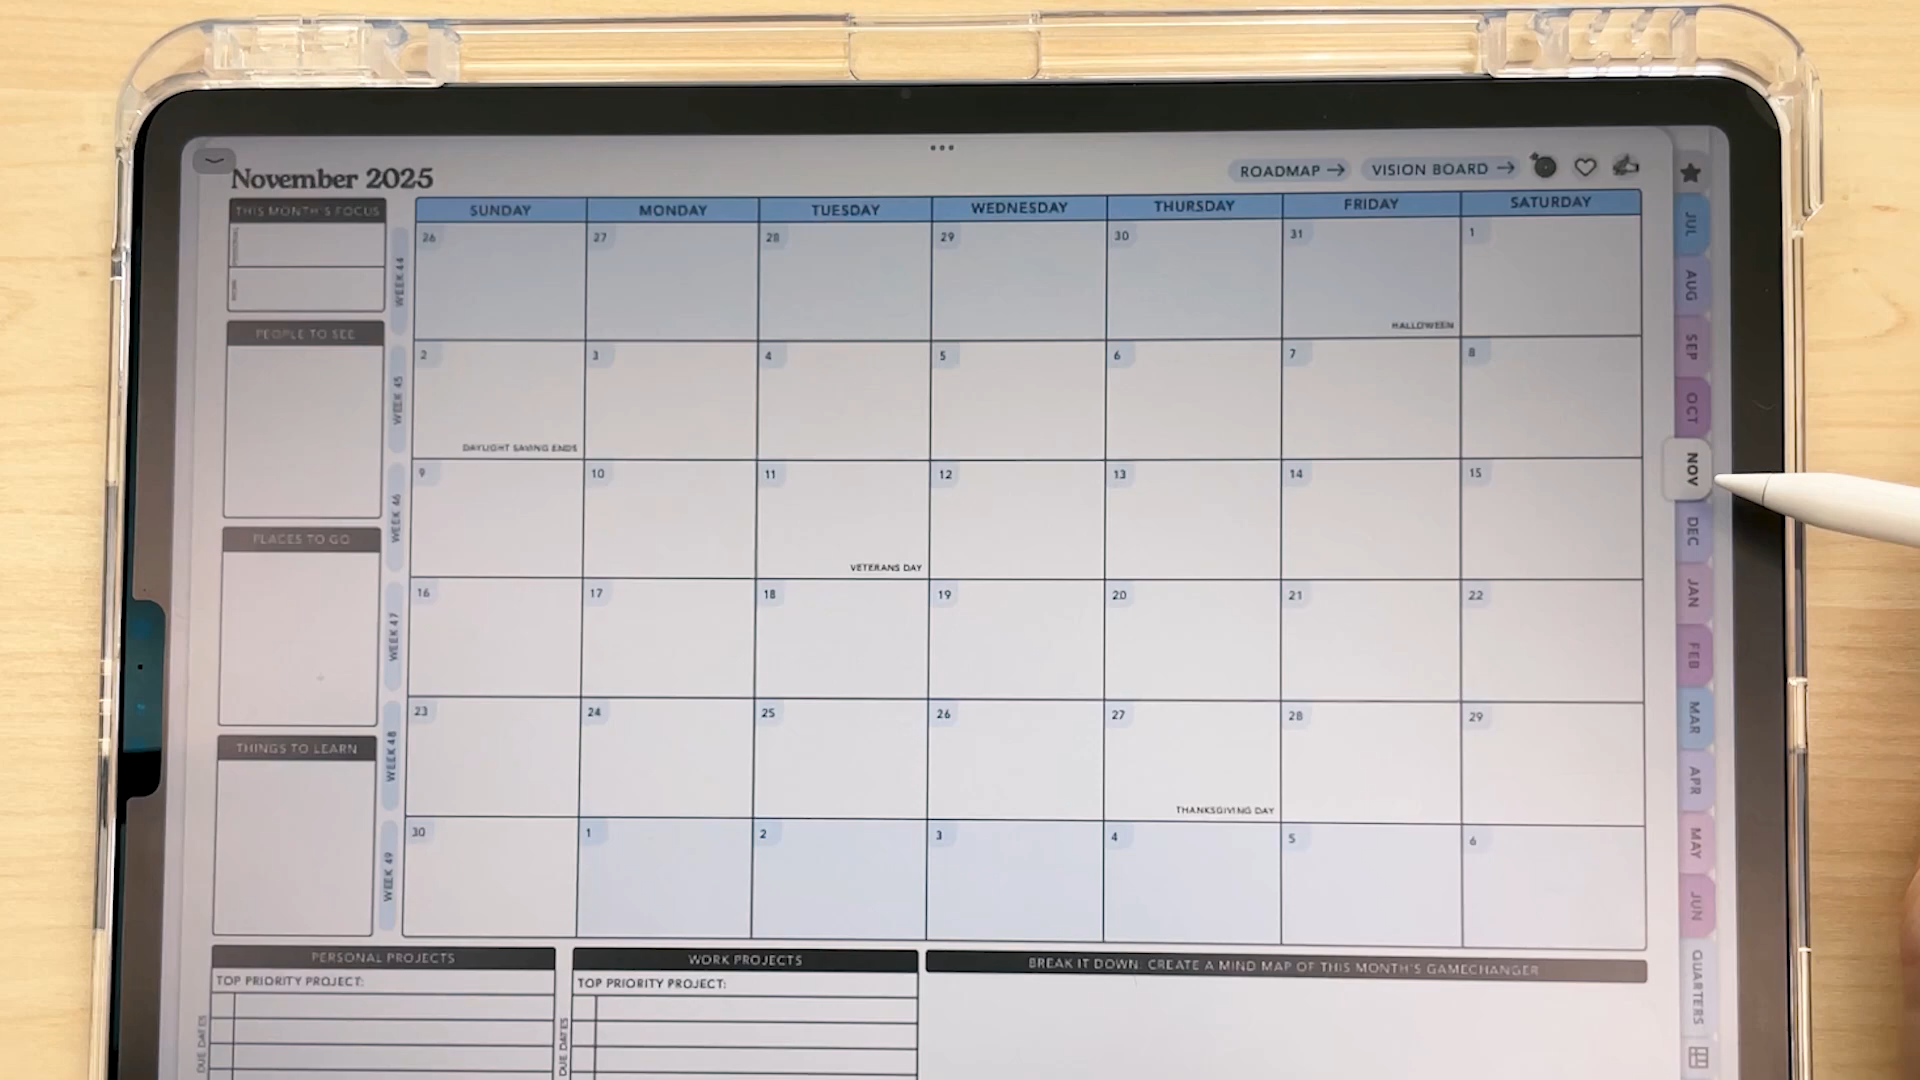 November 2025
ROADMAP →
VISION BOARD →
THIS MONTH'S FOCUS
PEOPLE TO SEE
PLACES TO GO
THINGS TO LEARN
SUNDAY MONDAY TUESDAY WEDNESDAY THURSDAY FRIDAY SATURDAY
WEEK 44
26 27 28 29 30 31 1
HALLOWEEN
WEEK 45
2 3 4 5 6 7 8
DAYLIGHT SAVING ENDS
WEEK 46
9 10 11 12 13 14 15
VETERANS DAY
WEEK 47
16 17 18 19 20 21 22
WEEK 48
23 24 25 26 27 28 29
THANKSGIVING DAY
WEEK 49
30 1 2 3 4 5 6
PERSONAL PROJECTS
TOP PRIORITY PROJECT:
DUE DATES
WORK PROJECTS
TOP PRIORITY PROJECT:
DUE DATES
BREAK IT DOWN: CREATE A MIND MAP OF THIS MONTH'S GAMECHANGER
JUL
AUG
SEP
OCT
NOV
DEC
JAN
FEB
MAR
APR
MAY
JUN
QUARTERS